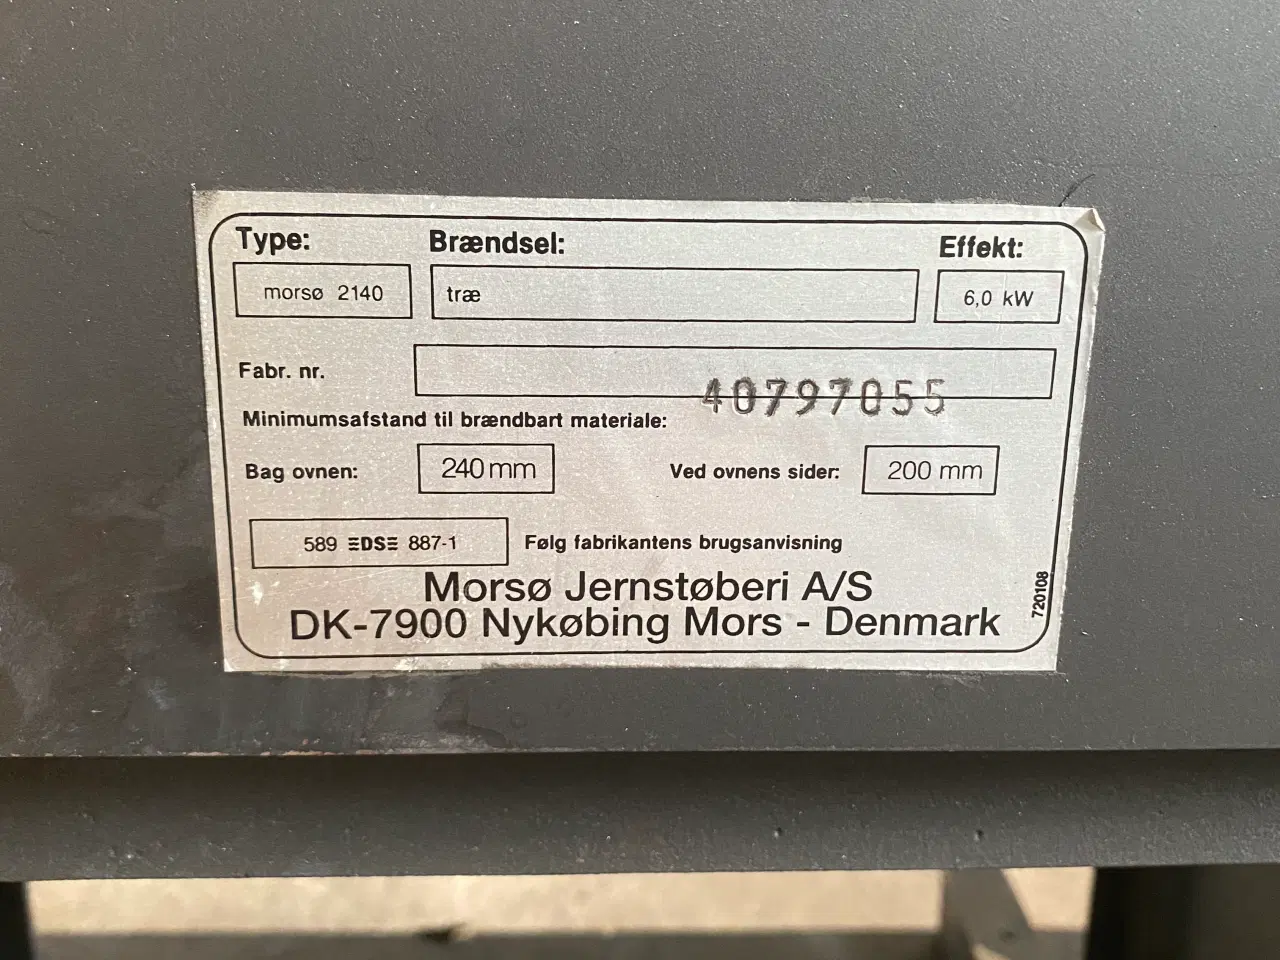 Type: Brændsel: Effekt:
morsø 2140 træ 6,0 kW
Fabr. nr. 40797055
Minimumsafstand til brændbart materiale:
Bag ovnen: 240 mm Ved ovnens sider: 200 mm
589 DS 887-1 Følg fabrikantens brugsanvisning
Morsø Jernstøberi A/S
DK-7900 Nykøbing Mors - Denmark
720108